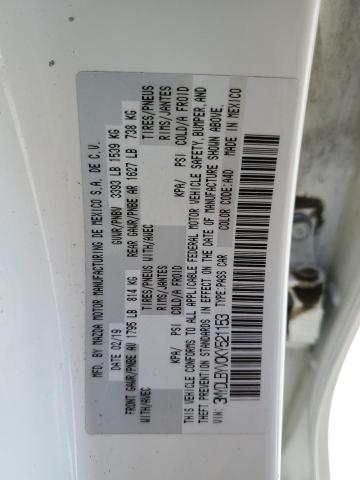 MFD BY MAZDA MOTOR MANUFACTURING DE MEXICO S.A. DE C.V.
DATE 02/19 GVWR/PNBV 3393 LB 1539 KG
FRONT GAWR/PNBE AV 1795 LB 814 KG REAR GAWR/PNBE AR 1627 LB 738 KG
WITH/AVEC TIRES/PNEUS WITH/AVEC TIRES/PNEUS
RIMS/JANTES RIMS/JANTES
KPA/ PSI COLD/A FROID KPA/ PSI COLD/A FROID
THIS VEHICLE CONFORMS TO ALL APPLICABLE FEDERAL MOTOR VEHICLE SAFETY, BUMPER, AND
THEFT PREVENTION STANDARDS IN EFFECT ON THE DATE OF MANUFACTURE SHOWN ABOVE.
VIN: TYPE:PASS CAR COLOR CODE: A4D MADE IN MEXICO